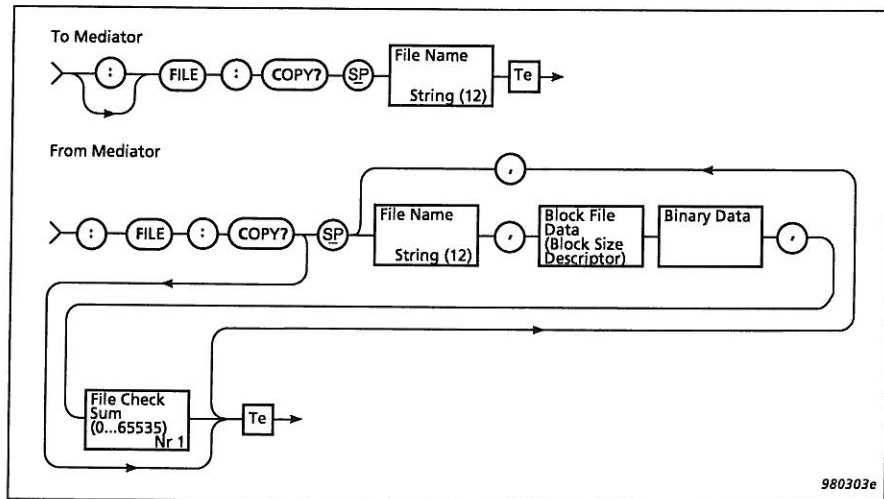 To Mediator
: FILE : COPY? SP File Name String (12) Te
From Mediator
,
: FILE : COPY? SP File Name String (12) , Block File Data (Block Size Descriptor) Binary Data ,
File Check Sum (0...65535) Nr 1 Te
980303e